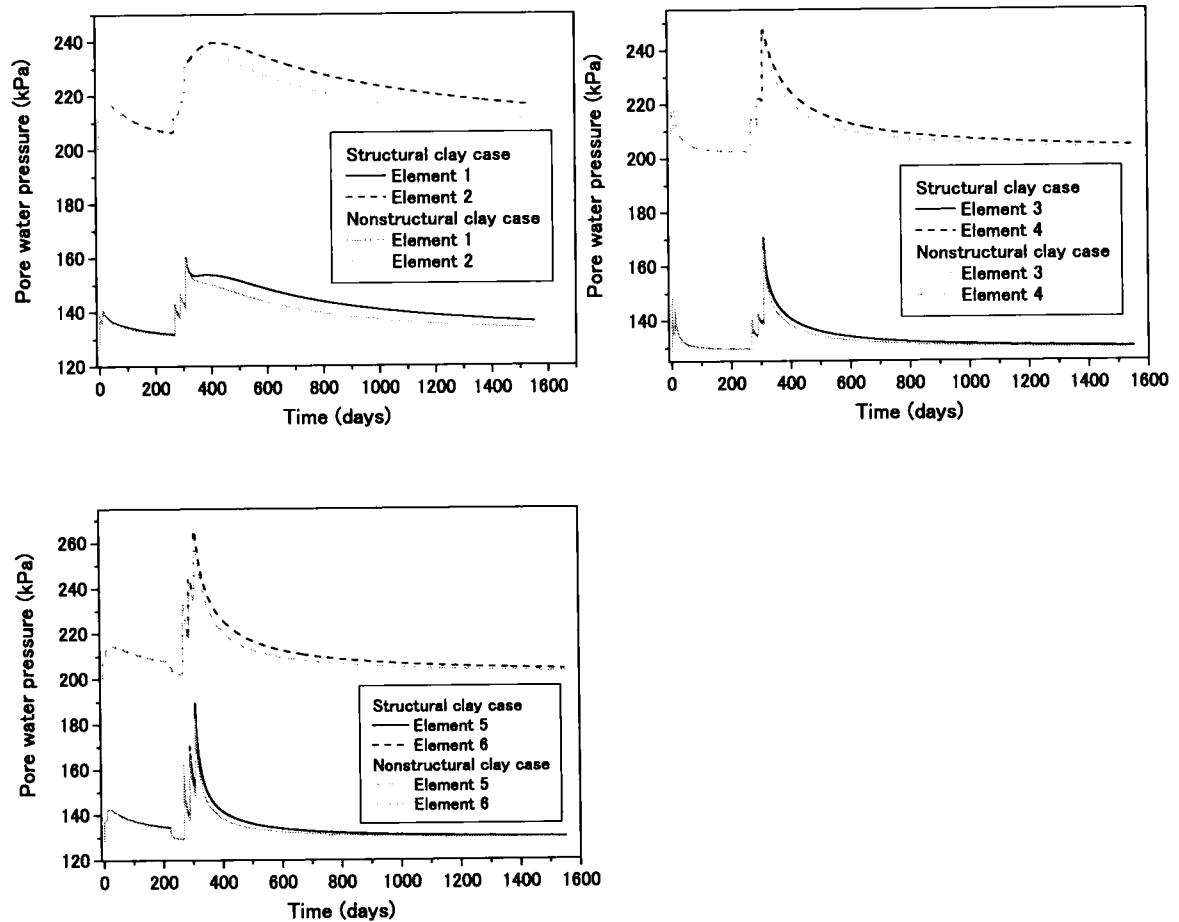 Pore water pressure (kPa)
240
220
200
180
160
140
120
0 200 400 600 800 1000 1200 1400 1600
Time (days)
Structural clay case
Element 1
Element 2
Nonstructural clay case
Element 1
Element 2
Pore water pressure (kPa)
240
220
200
180
160
140
0 200 400 600 800 1000 1200 1400 1600
Time (days)
Structural clay case
Element 3
Element 4
Nonstructural clay case
Element 3
Element 4
Pore water pressure (kPa)
260
240
220
200
180
160
140
120
0 200 400 600 800 1000 1200 1400 1600
Time (days)
Structural clay case
Element 5
Element 6
Nonstructural clay case
Element 5
Element 6